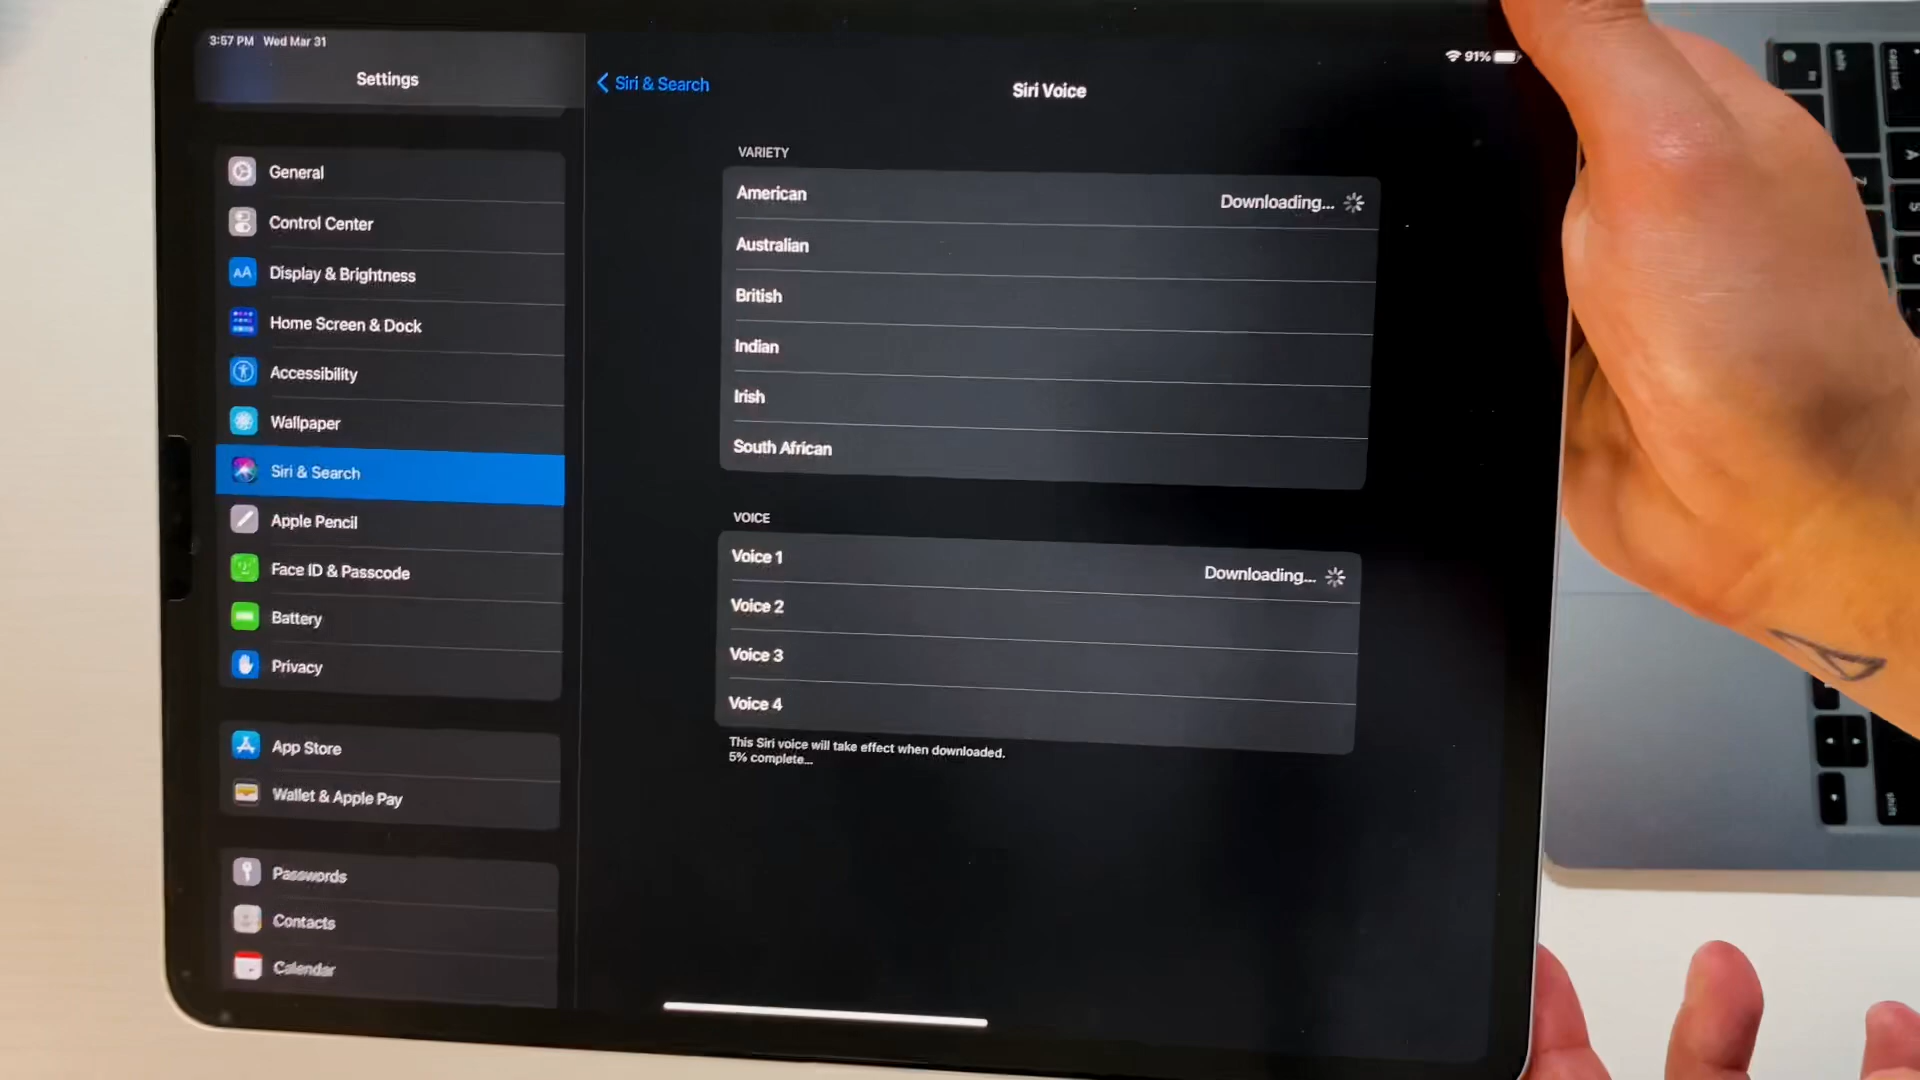 3:57 PM Wed Mar 31
91%
Settings
General
Control Center
AA
Display & Brightness
Home Screen & Dock
Accessibility
Wallpaper
Siri & Search
Apple Pencil
Face ID & Passcode
Battery
Privacy
App Store
Wallet & Apple Pay
Passwords
Contacts
Calendar
Siri & Search
Siri Voice
VARIETY
American Downloading...
Australian
British
Indian
Irish
South African
VOICE
Voice 1 Downloading...
Voice 2
Voice 3
Voice 4
This Siri voice will take effect when downloaded.
5% complete...
caps lock
A
S
D